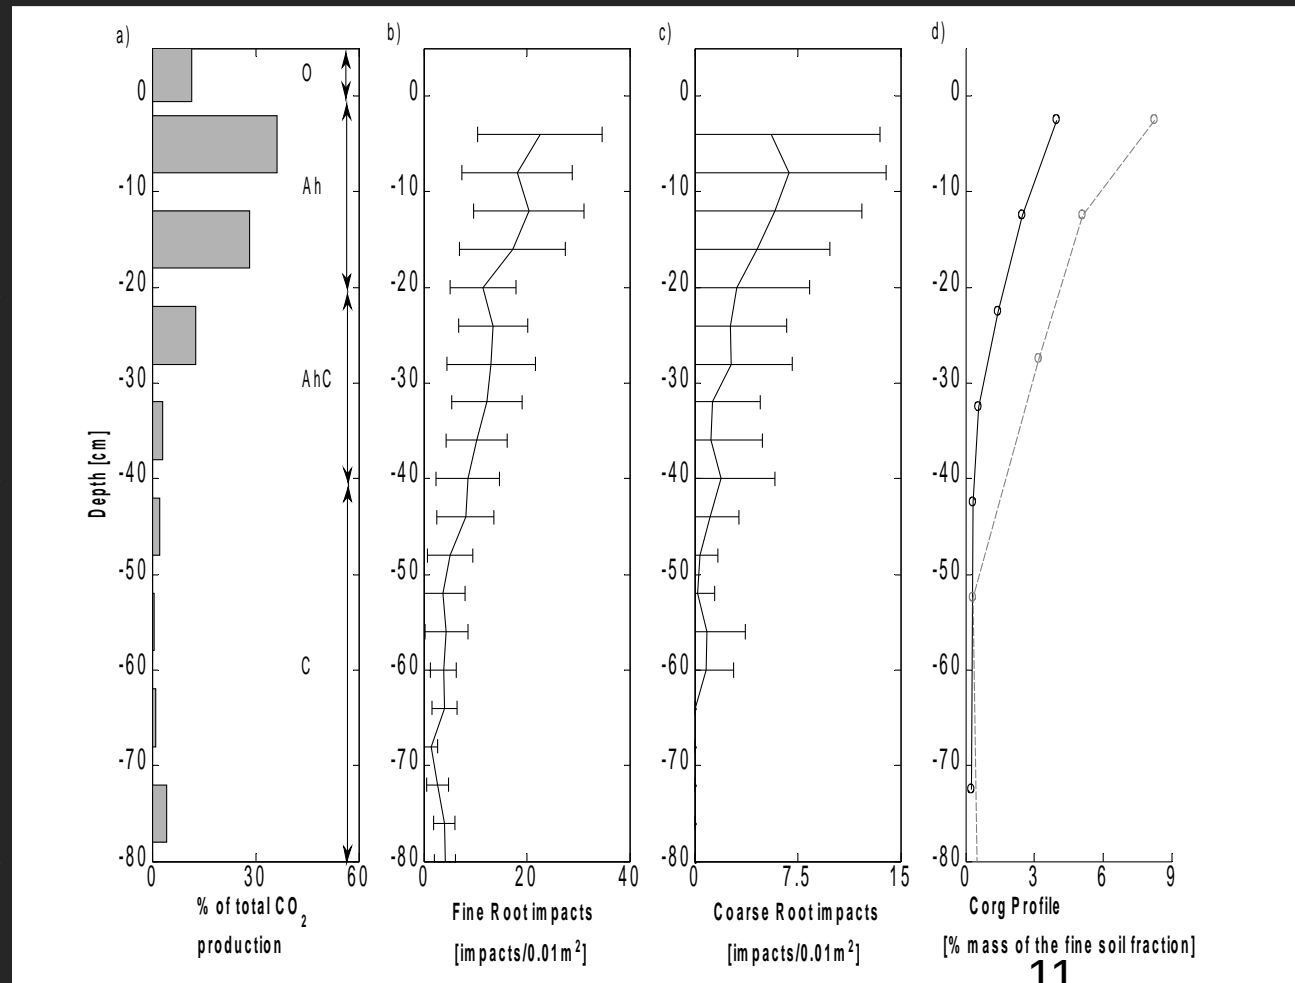 a)
b)
c)
d)
O
Ah
AhC
C
Depth [cm]
0
-10
-20
-30
-40
-50
-60
-70
-80
0
-10
-20
-30
-40
-50
-60
-70
-80
0
-10
-20
-30
-40
-50
-60
-70
-80
0
-10
-20
-30
-40
-50
-60
-70
-80
0 30 60
0 20 40
0 7.5 15
0 3 6 9
% of total CO2
production
Fine Root impacts
[impacts/0.01m2]
Coarse Root impacts
[impacts/0.01m2]
Corg Profile
[% mass of the fine soil fraction]
11